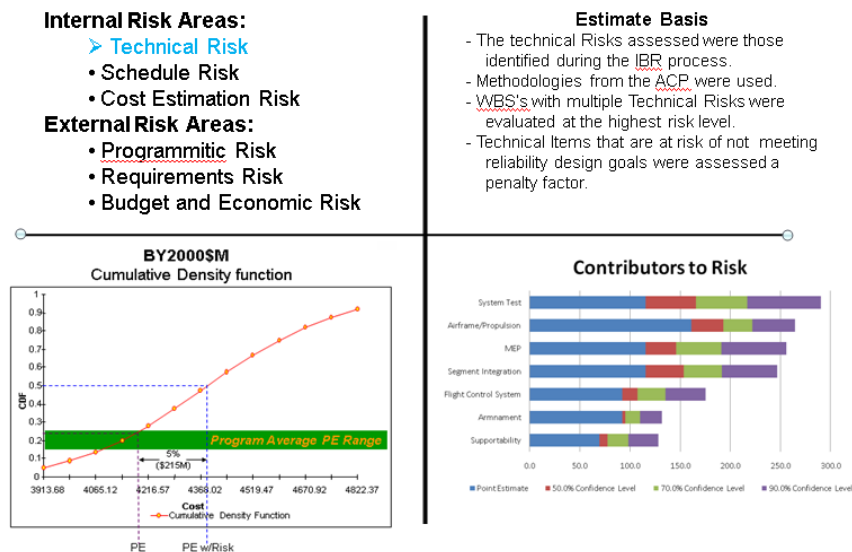 Internal Risk Areas:
➢ Technical Risk
• Schedule Risk
• Cost Estimation Risk
External Risk Areas:
• Programmitic Risk
• Requirements Risk
• Budget and Economic Risk
Estimate Basis
- The technical Risks assessed were those
identified during the IBR process.
- Methodologies from the ACP were used.
- WBS's with multiple Technical Risks were
evaluated at the highest risk level.
- Technical Items that are at risk of not meeting
reliability design goals were assessed a
penalty factor.
BY2000$M
Cumulative Density function
1
0.9
0.8
0.7
0.6
0.5
0.4
0.3
0.2
0.1
0
CDF
Program Average PE Range
5%
($215M)
3913.68 4065.12 4216.57 4368.02 4519.47 4670.92 4822.37
Cost
Cumulative Density Function
PE PE w/Risk
Contributors to Risk
System Test
Airframe/Propulsion
MEP
Segment Integration
Flight Control System
Armnament
Supportability
0.0 50.0 100.0 150.0 200.0 250.0 300.0
Point Estimate 50.0% Confidence Level 70.0% Confidence Level 90.0% Confidence Level